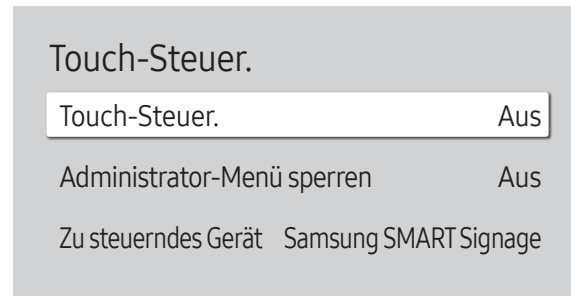 Touch-Steuer.
Touch-Steuer. Aus
Administrator-Menü sperren Aus
Zu steuerndes Gerät Samsung SMART Signage